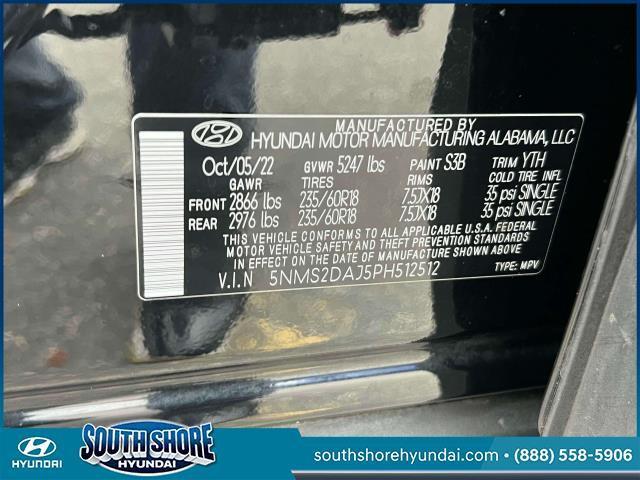 MANUFACTURED BY
HYUNDAI MOTOR MANUFACTURING ALABAMA, LLC
Oct/05/22 GVWR 5247 lbs PAINT S3B TRIM YTH
GAWR TIRES RIMS COLD TIRE INFL
FRONT 2866 lbs 235/60R18 7.5JX18 35 psi SINGLE
REAR 2976 lbs 235/60R18 7.5JX18 35 psi SINGLE
THIS VEHICLE CONFORMS TO ALL APPLICABLE FEDERAL
MOTOR VEHICLE SAFETY AND THEFT PREVENTION STANDARDS
IN EFFECT ON THE DATE OF MANUFACTURE SHOWN ABOVE
V.I.N 5NMS2DAJ5PH512512 TYPE: MPV
HYUNDAI
SOUTH SHORE
HYUNDAI
southshorehyundai.com • (888) 558-5906